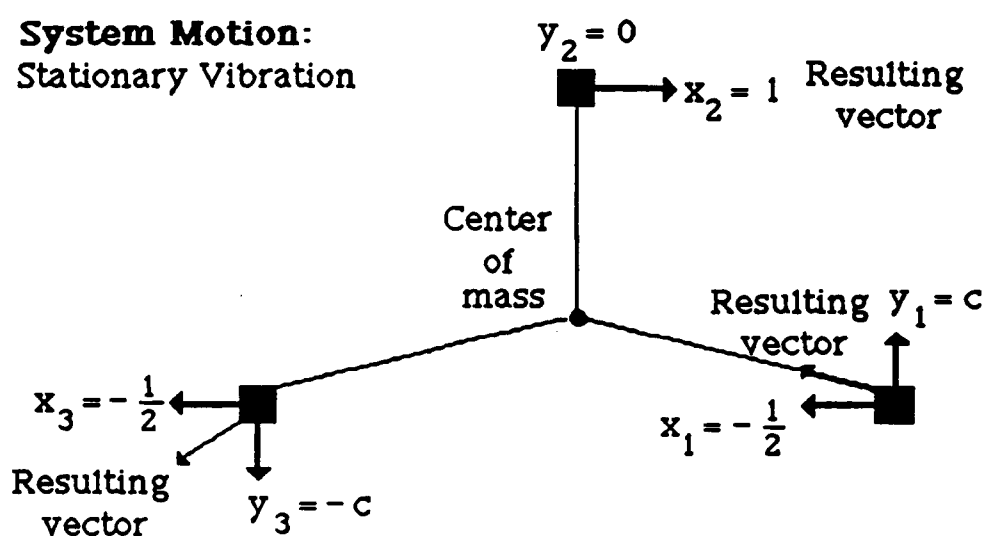 System Motion:
Stationary Vibration
y₂ = 0
x₂ = 1
Resulting
vector
Center
of
mass
Resulting
vector
y₁ = c
x₁ = - 1/2
x₃ = - 1/2
Resulting
vector
y₃ = - c